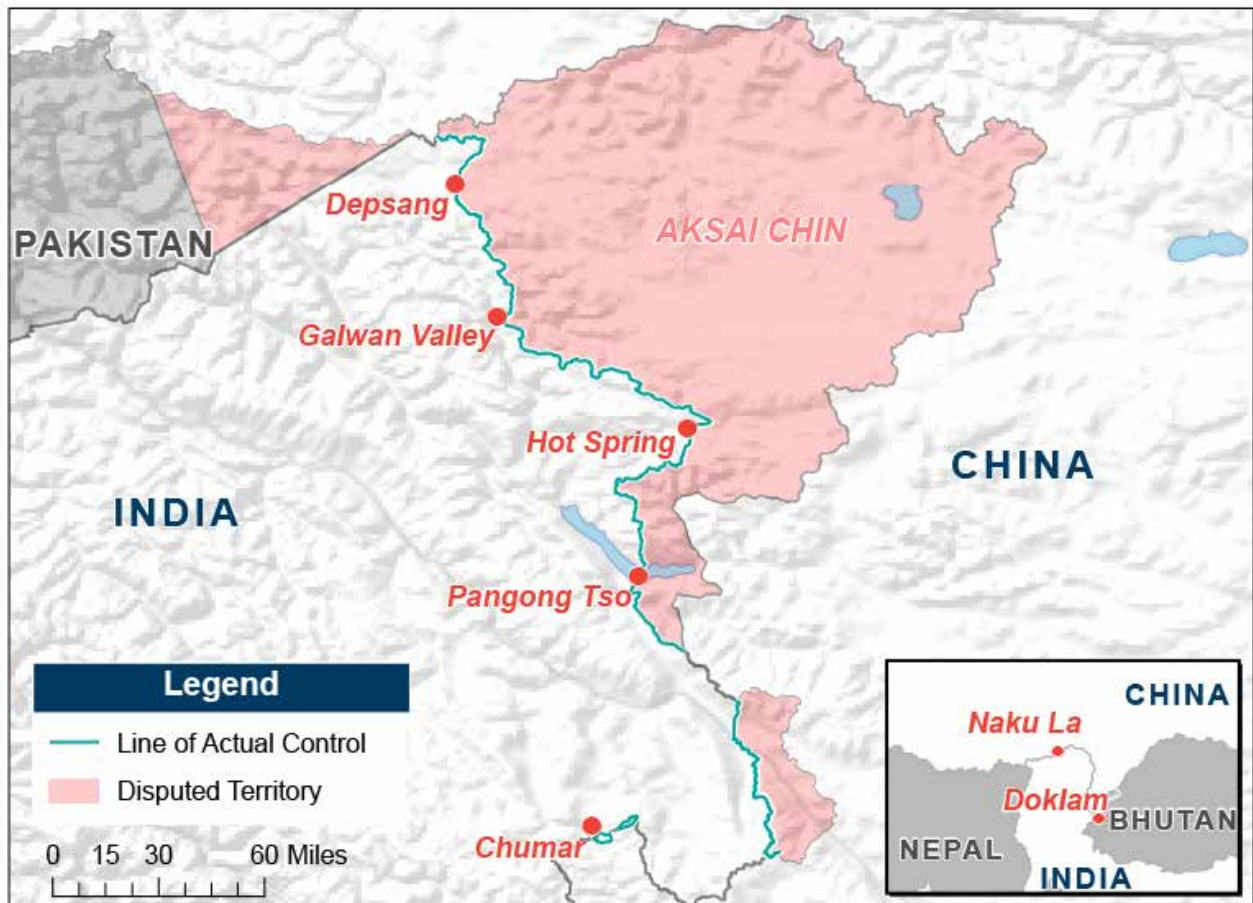 Depsang
PAKISTAN
AKSAI CHIN
Galwan Valley
Hot Spring
CHINA
INDIA
Pangong Tso
Legend
Line of Actual Control
Disputed Territory
0 15 30 60 Miles
Chumar
CHINA
Naku La
Doklam
BHUTAN
NEPAL
INDIA